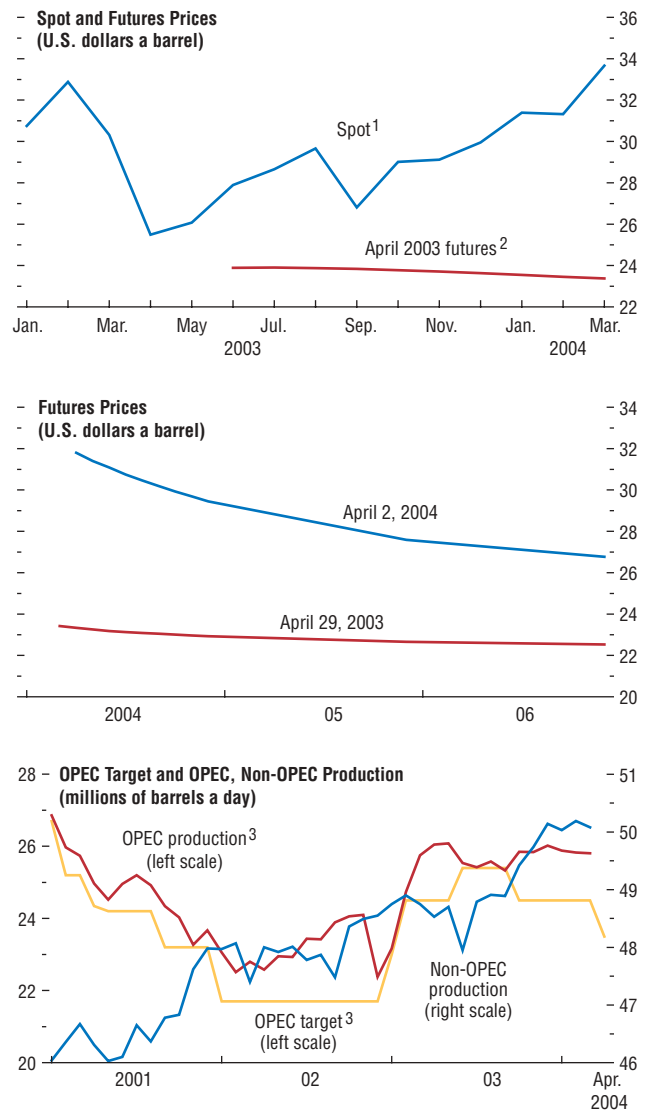 Spot and Futures Prices
(U.S. dollars a barrel)
36
34
32
30
28
26
24
22
Spot1
April 2003 futures2
Jan. Mar. May Jul. Sep. Nov. Jan. Mar.
2003 2004
Futures Prices
(U.S. dollars a barrel)
34
32
30
28
26
24
22
20
April 2, 2004
April 29, 2003
2004 05 06
OPEC Target and OPEC, Non-OPEC Production
(millions of barrels a day)
28
26
24
22
20
51
50
49
48
47
46
OPEC production3
(left scale)
Non-OPEC
production
(right scale)
OPEC target3
(left scale)
2001 02 03 Apr.
2004